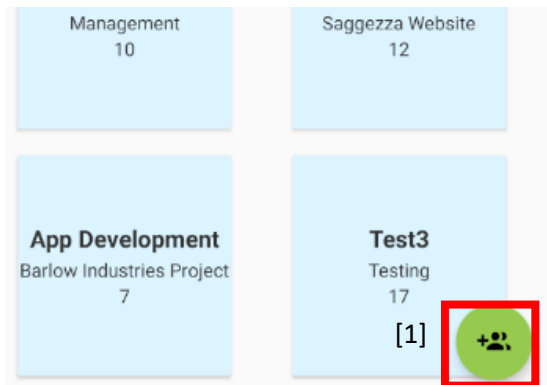 Management
10
Saggezza Website
12
App Development
Barlow Industries Project
7
Test3
Testing
17
[1]